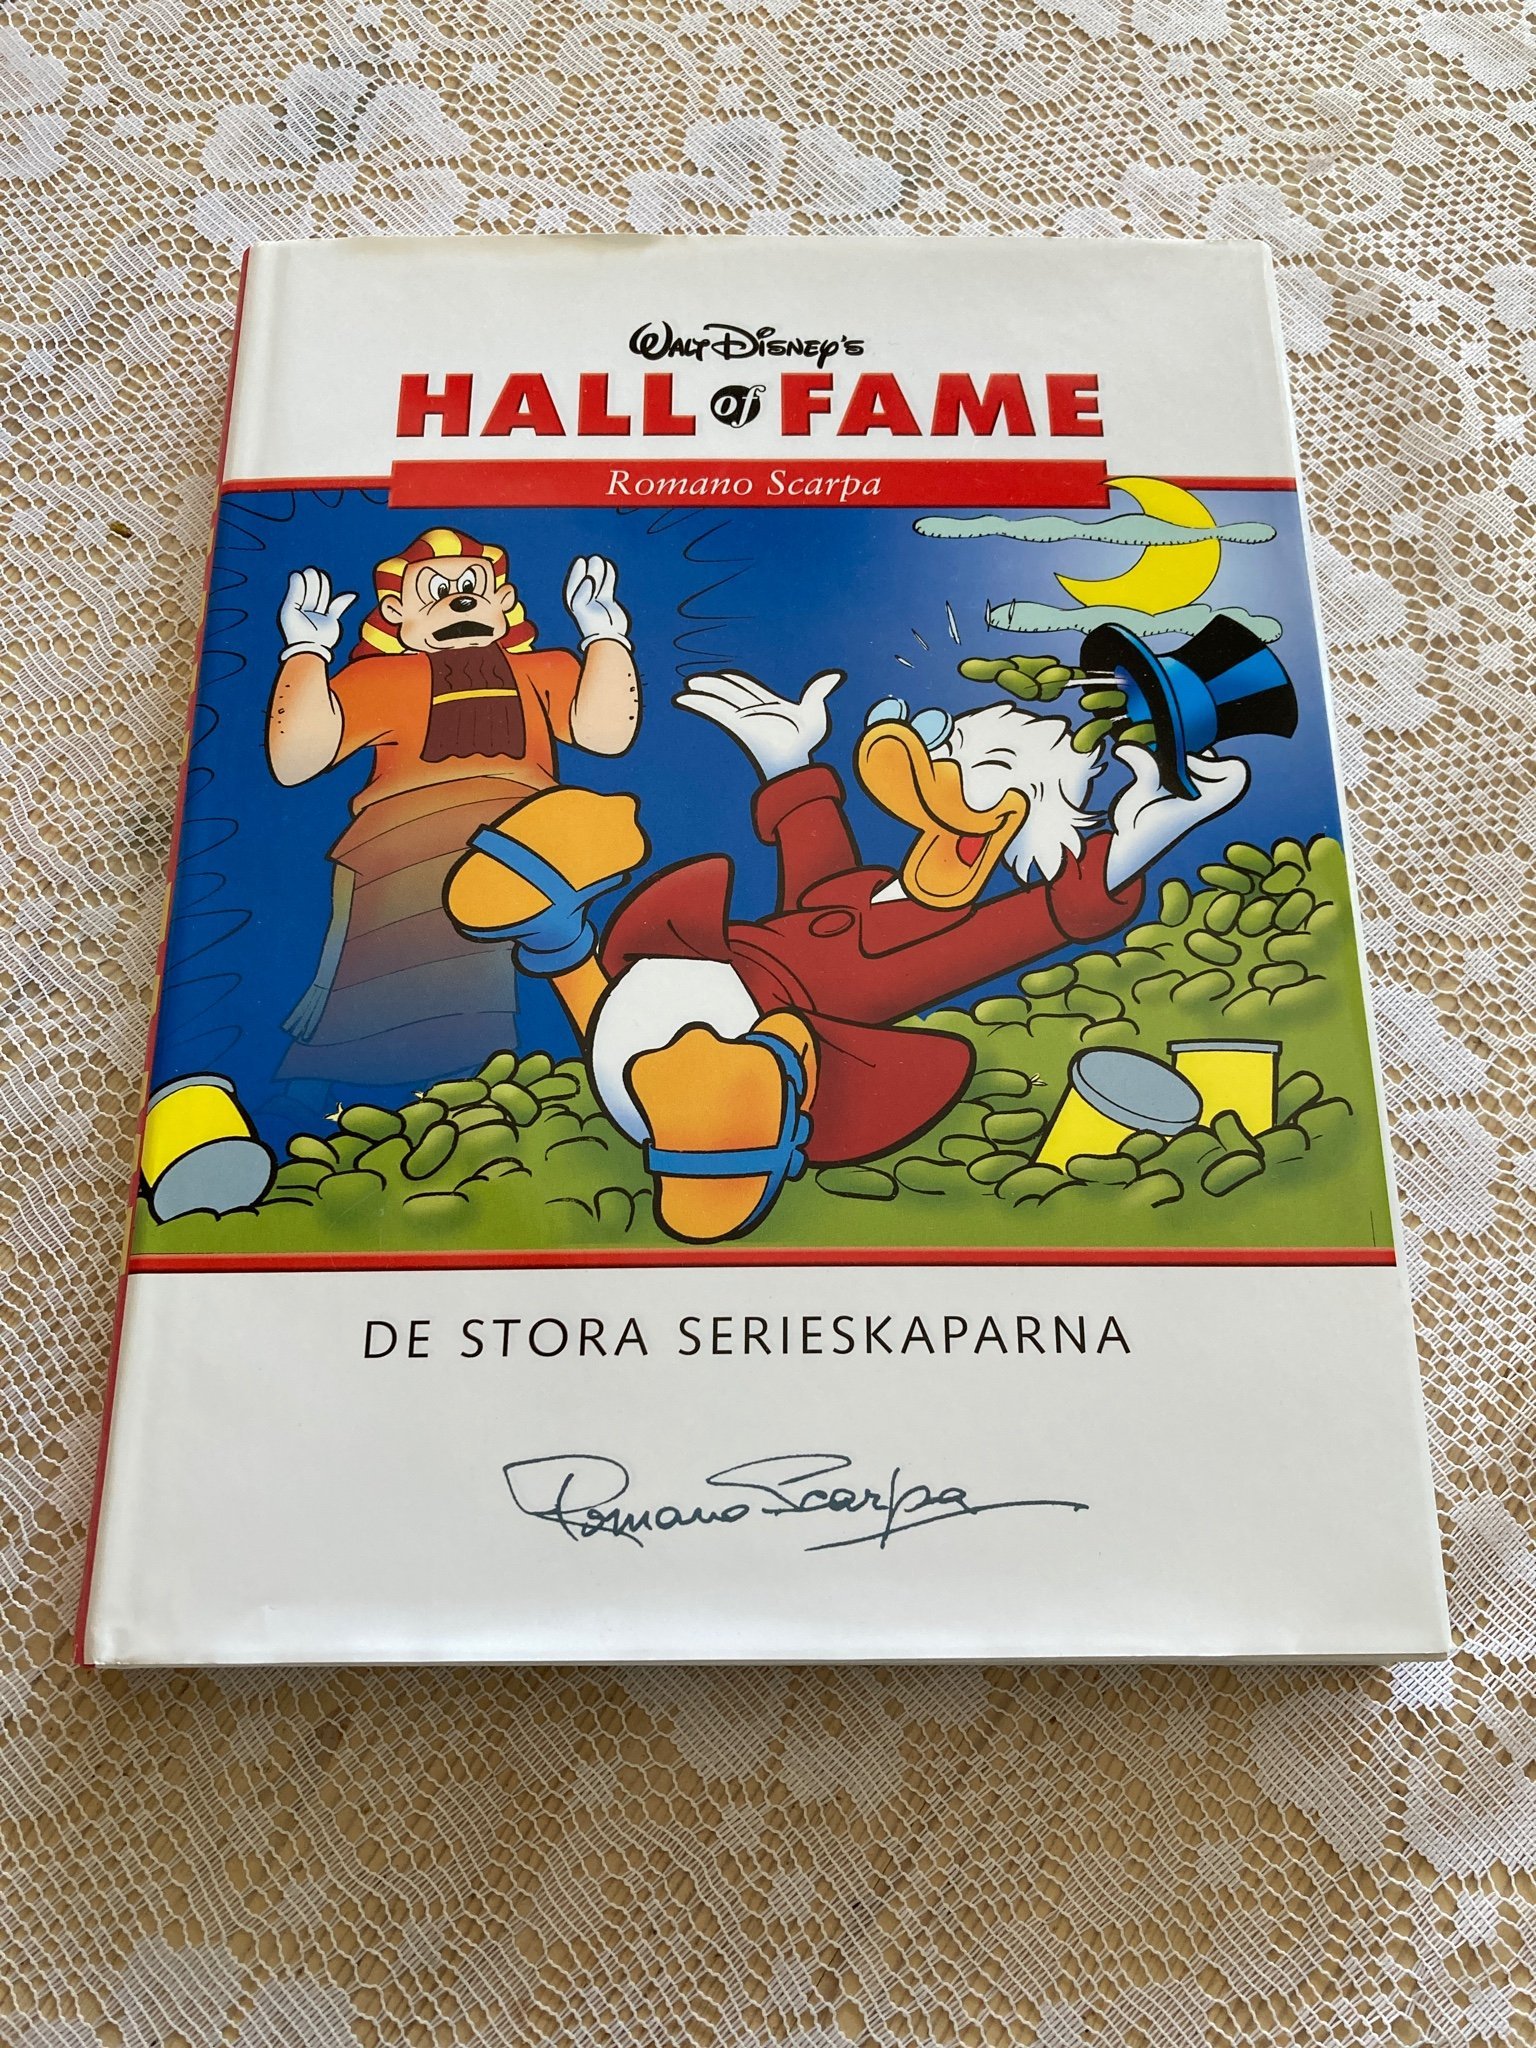 WALT DISNEY'S
HALL of FAME
Romano Scarpa
DE STORA SERIESKAPARNA
Romano Scarpa